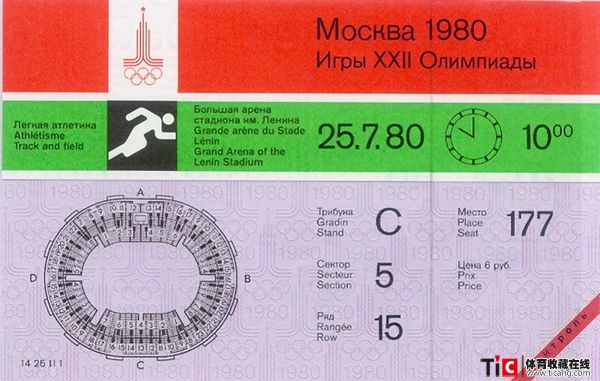 Москва 1980
Игры XXII Олимпиады
Легкая атлетика
Athlétisme
Track and field
Большая арена
стадиона им. Ленина
Grande arène du Stade
Lénin
Grand Arena of the
Lenin Stadium
25.7.80
10 00
A
B
C
D
Трибуна
Gradin
Stand
C
Место
Place
Seat
177
Сектор
Secteur
Section
5
Цена 6 руб.
Prix
Price
Ряд
Rangée
Row
15
14 25 11 1
контроль
TiC
体育收藏在线
www.ticang.com